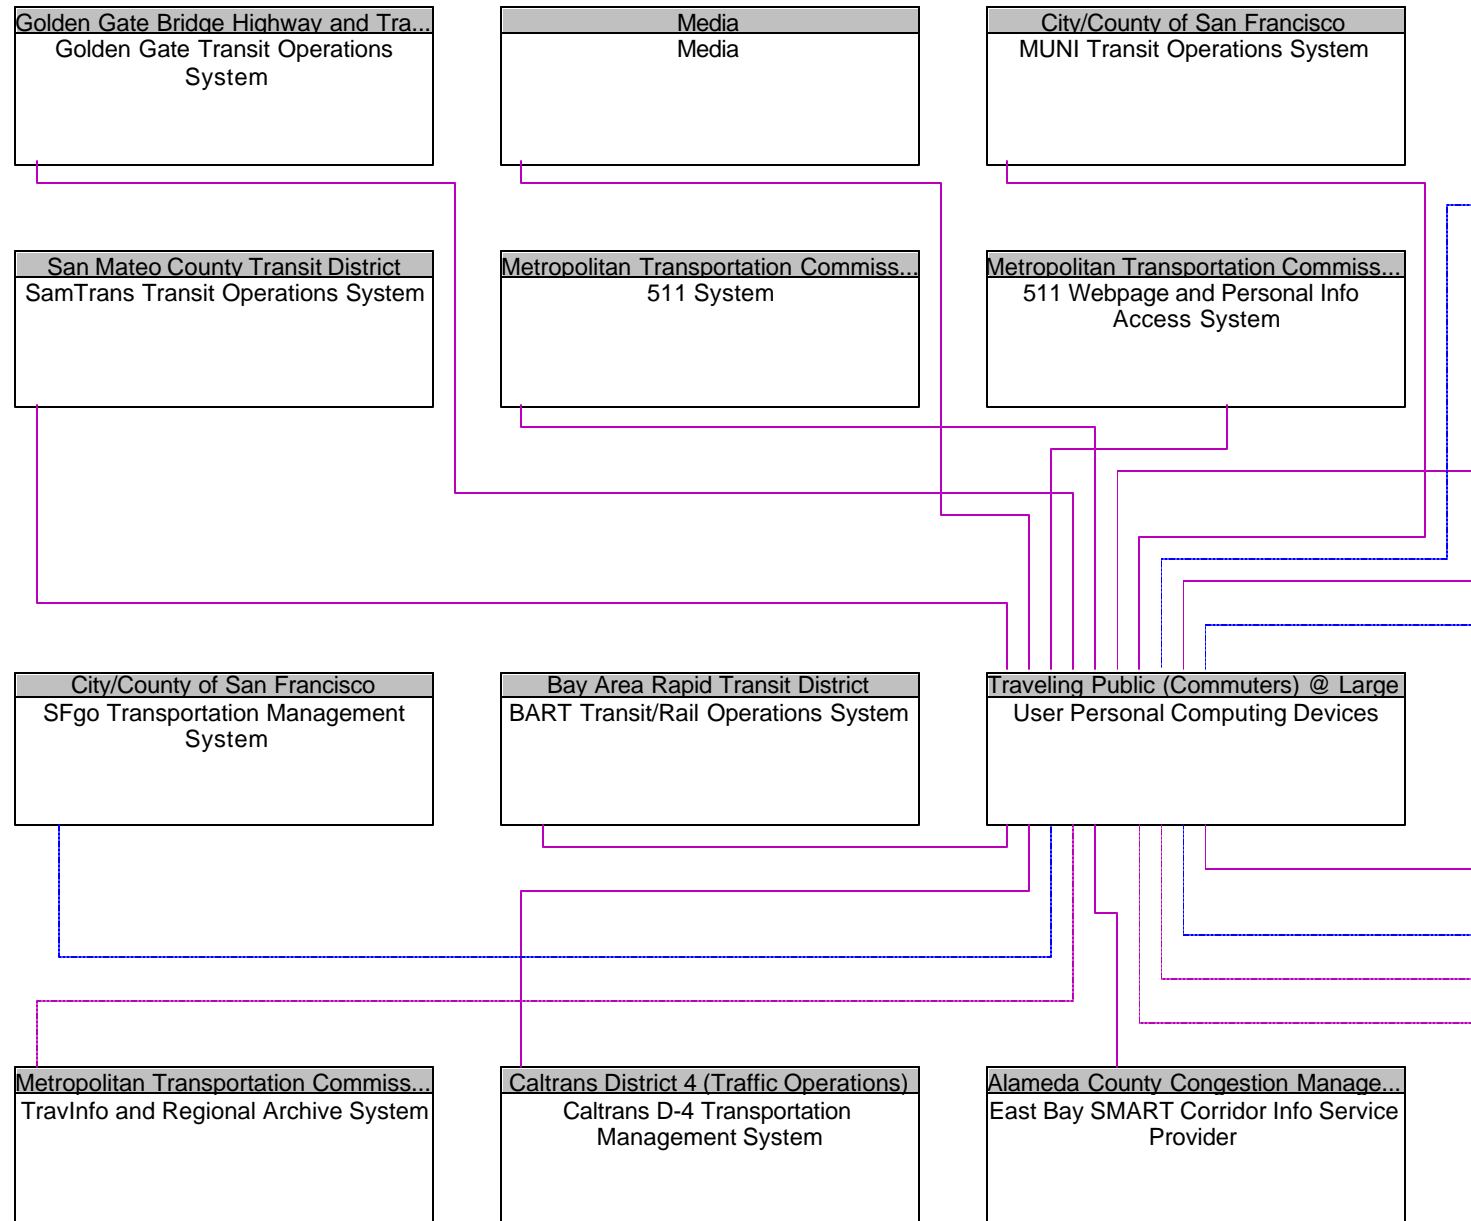 Golden Gate Bridge Highway and Tra...
Golden Gate Transit Operations
System
Media
Media
City/County of San Francisco
MUNI Transit Operations System
San Mateo County Transit District
SamTrans Transit Operations System
Metropolitan Transportation Commiss...
511 System
Metropolitan Transportation Commiss...
511 Webpage and Personal Info
Access System
City/County of San Francisco
SFgo Transportation Management
System
Bay Area Rapid Transit District
BART Transit/Rail Operations System
Traveling Public (Commuters) @ Large
User Personal Computing Devices
Metropolitan Transportation Commiss...
TravInfo and Regional Archive System
Caltrans District 4 (Traffic Operations)
Caltrans D-4 Transportation
Management System
Alameda County Congestion Manage...
East Bay SMART Corridor Info Service
Provider